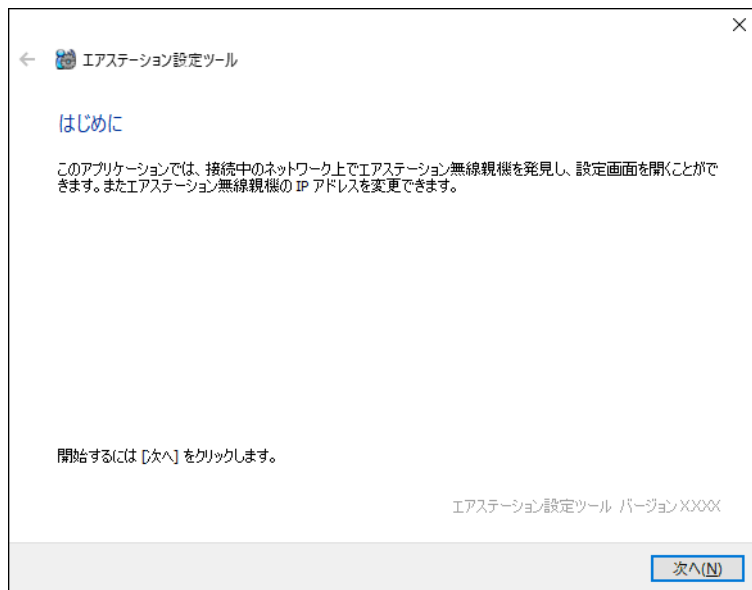 エアステーション設定ツール
はじめに
このアプリケーションでは、接続中のネットワーク上でエアステーション無線親機を発見し、設定画面を開くことがで
きます。またエアステーション無線親機の IP アドレスを変更できます。
開始するには [次へ] をクリックします。
エアステーション設定ツール バージョン XXXX
次へ(N)